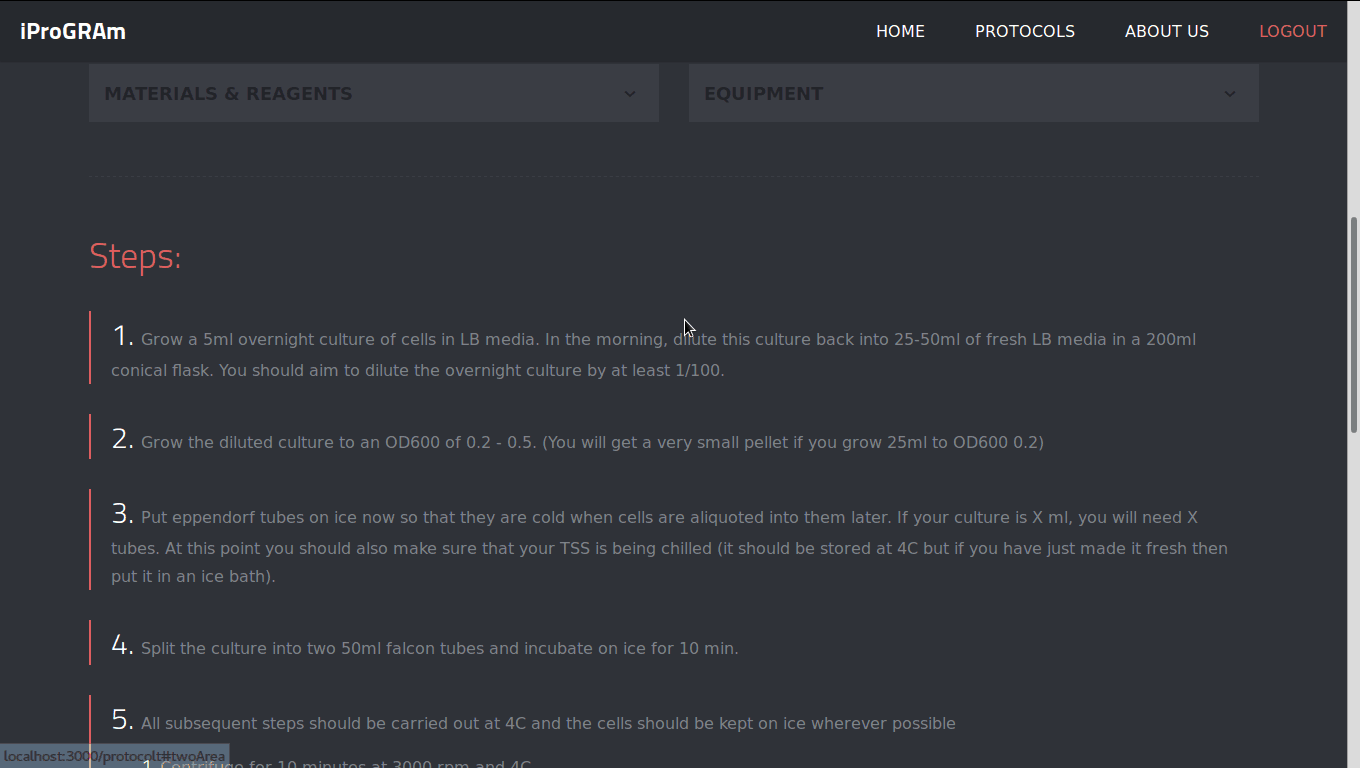 iProGRAm HOME PROTOCOLS ABOUT US LOGOUT
MATERIALS & REAGENTS EQUIPMENT
Steps:
1. Grow a 5ml overnight culture of cells in LB media. In the morning, dilute this culture back into 25-50ml of fresh LB media in a 200ml
conical flask. You should aim to dilute the overnight culture by at least 1/100.
2. Grow the diluted culture to an OD600 of 0.2 - 0.5. (You will get a very small pellet if you grow 25ml to OD600 0.2)
3. Put eppendorf tubes on ice now so that they are cold when cells are aliquoted into them later. If your culture is X ml, you will need X
tubes. At this point you should also make sure that your TSS is being chilled (it should be stored at 4C but if you have just made it fresh then
put it in an ice bath).
4. Split the culture into two 50ml falcon tubes and incubate on ice for 10 min.
5. All subsequent steps should be carried out at 4C and the cells should be kept on ice wherever possible
localhost:3000/protocolt#twoArea
1. Centrifuge for 10 minutes at 3000 rpm and 4C